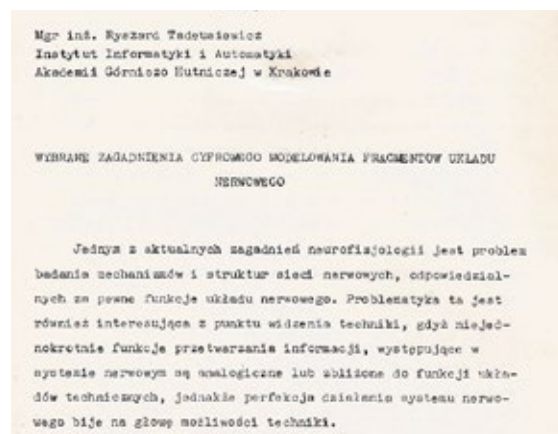 Mgr inż. Ryszard Tadeusiewicz
Instytut Informatyki i Automatyki
Akademii Górniczo Hutniczej w Krakowie
WYBRANE ZAGADNIENIA CYFROWEGO MODELOWANIA FRAGMENTOW UKŁADU
NERWOWEGO
Jednym z aktualnych zagadnień neurofizjologii jest problem
badania mechanizmów i struktur sieci nerwowych, odpowiedzial-
nych za pewne funkcje układu nerwowego. Problematyka ta jest
również interesująca z punktu widzenia techniki, gdyż niejed-
nokrotnie funkcje przetwarzania informacji, występujące w
systemie nerwowym są analogiczne lub zbliżone do funkcji ukła-
dów technicznych, jednakże perfekcja działania systemu nerwo-
wego bije na głowę możliwości techniki.